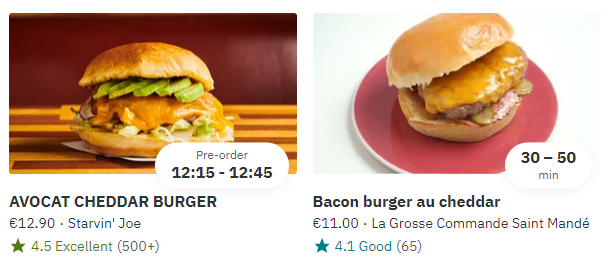 Pre-order
12:15 - 12:45
AVOCAT CHEDDAR BURGER
€12.90 · Starvin' Joe
4.5 Excellent (500+)
30 – 50
min
Bacon burger au cheddar
€11.00 · La Grosse Commande Saint Mandé
4.1 Good (65)